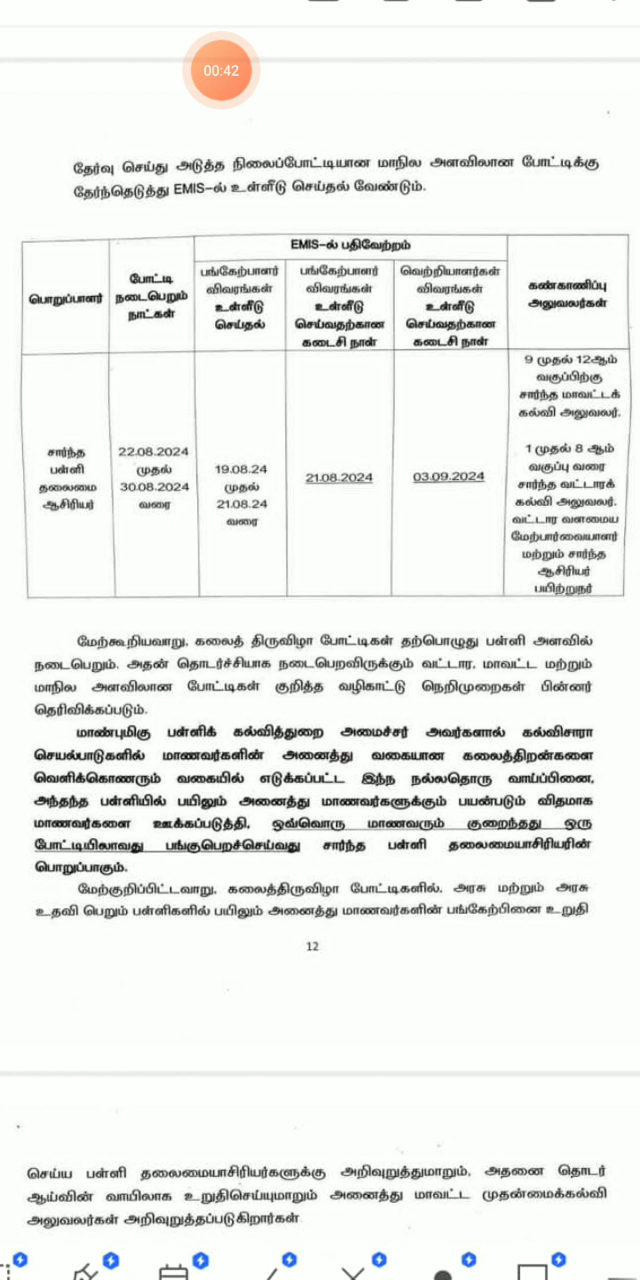 00:42
தேர்வு செய்து அடுத்த நிலைப்போட்டியான மாநில அளவிலான போட்டிக்கு
தேர்ந்தெடுத்து EMIS-ல் உள்ளீடு செய்தல் வேண்டும்.
பொறுப்பாளர்
போட்டி
நடைபெறும்
நாட்கள்
EMIS-ல் பதிவேற்றம்
பங்கேற்பாளர்
விவரங்கள்
உள்ளீடு
செய்தல்
பங்கேற்பாளர்
விவரங்கள்
உள்ளீடு
செய்வதற்கான
கடைசி நாள்
வெற்றியாளர்கள்
விவரங்கள்
உள்ளீடு
செய்வதற்கான
கடைசி நாள்
கண்காணிப்பு
அலுவலர்கள்
சார்ந்த
பள்ளி
தலைமை
ஆசிரியர்
22.08.2024
முதல்
30.08.2024
வரை
19.08.24
முதல்
21.08.24
வரை
21.08.2024
03.09.2024
9 முதல் 12ஆம்
வகுப்பிற்கு
சார்ந்த மாவட்டக்
கல்வி அலுவலர்.
1 முதல் 8 ஆம்
வகுப்பு வரை
சார்ந்த வட்டாரக்
கல்வி அலுவலர்.
வட்டார வளமைய
மேற்பார்வையாளர்
மற்றும் சார்ந்த
ஆசிரியர்
பயிற்றுநர்
மேற்கூறியவாறு, கலைத் திருவிழா போட்டிகள் தற்பொழுது பள்ளி அளவில்
நடைபெறும். அதன் தொடர்ச்சியாக நடைபெறவிருக்கும் வட்டார, மாவட்ட மற்றும்
மாநில அளவிலான போட்டிகள் குறித்த வழிகாட்டு நெறிமுறைகள் பின்னர்
தெரிவிக்கப்படும்.
மாண்புமிகு பள்ளிக் கல்வித்துறை அமைச்சர் அவர்களால் கல்விசாரா
செயல்பாடுகளில் மாணவர்களின் அனைத்து வகையான கலைத்திறன்களை
வெளிக்கொணரும் வகையில் எடுக்கப்பட்ட இந்த நல்லதொரு வாய்ப்பினை,
அந்தந்த பள்ளியில் பயிலும் அனைத்து மாணவர்களுக்கும் பயன்படும் விதமாக
மாணவர்களை ஊக்கப்படுத்தி, ஒவ்வொரு மாணவரும் குறைந்தது ஒரு
போட்டியிலாவது பங்குபெறச்செய்வது சார்ந்த பள்ளி தலைமையாசிரியரின்
பொறுப்பாகும்.
மேற்குறிப்பிட்டவாறு, கலைத்திருவிழா போட்டிகளில், அரசு மற்றும் அரசு
உதவி பெறும் பள்ளிகளில் பயிலும் அனைத்து மாணவர்களின் பங்கேற்பினை உறுதி
12
செய்ய பள்ளி தலைமையாசிரியர்களுக்கு அறிவுறுத்துமாறும், அதனை தொடர்
ஆய்வின் வாயிலாக உறுதிசெய்யுமாறும் அனைத்து மாவட்ட முதன்மைக்கல்வி
அலுவலர்கள் அறிவுறுத்தப்படுகிறார்கள்